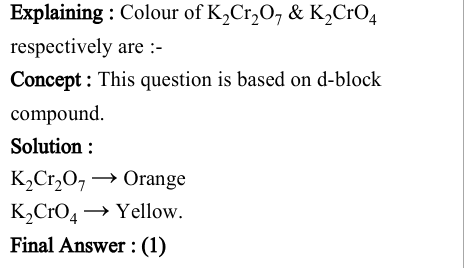 Explaining : Colour of K₂Cr₂O₇ & K₂CrO₄
respectively are :-
Concept : This question is based on d-block
compound.
Solution :
K₂Cr₂O₇ ⟶ Orange
K₂CrO₄ ⟶ Yellow.
Final Answer : (1)